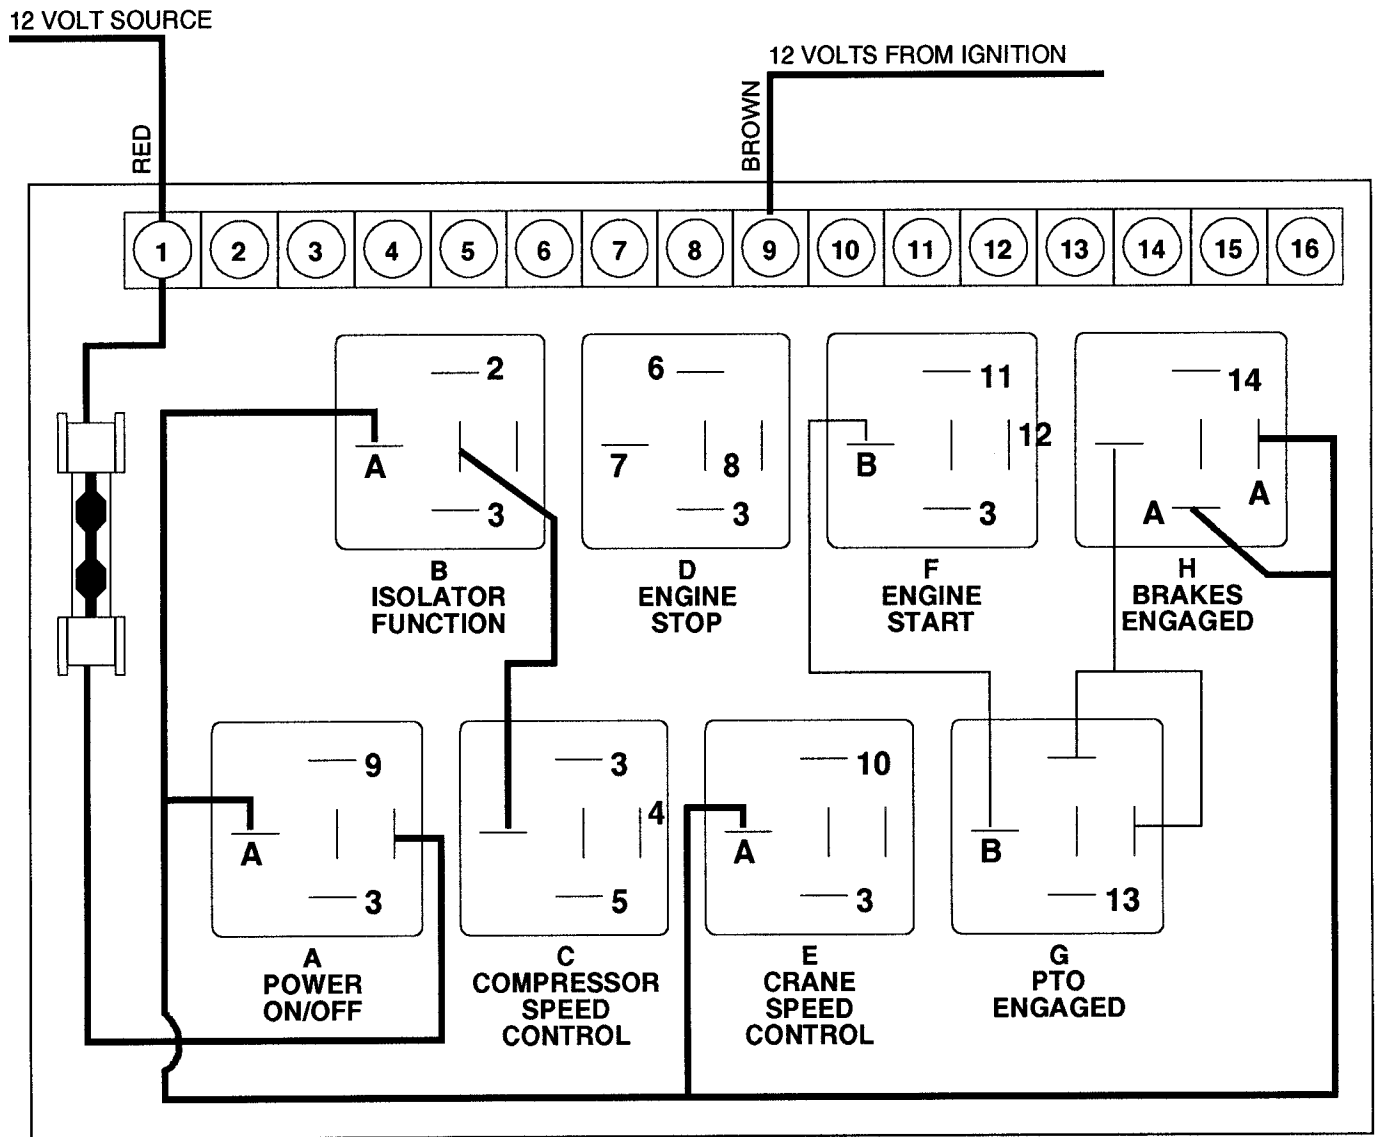 12 VOLT SOURCE
12 VOLTS FROM IGNITION
RED
BROWN
1 2 3 4 5 6 7 8 9 10 11 12 13 14 15 16
2
A
3
B
ISOLATOR
FUNCTION
6
7
8
3
D
ENGINE
STOP
11
12
B
3
F
ENGINE
START
14
A
A
H
BRAKES
ENGAGED
9
A
3
A
POWER
ON/OFF
3
4
5
C
COMPRESSOR
SPEED
CONTROL
10
A
3
E
CRANE
SPEED
CONTROL
B
13
G
PTO
ENGAGED